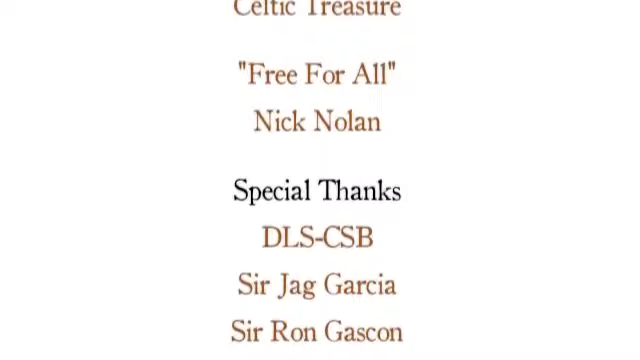 Celtic Treasure
"Free For All"
Nick Nolan
Special Thanks
DLS-CSB
Sir Jag Garcia
Sir Ron Gascon